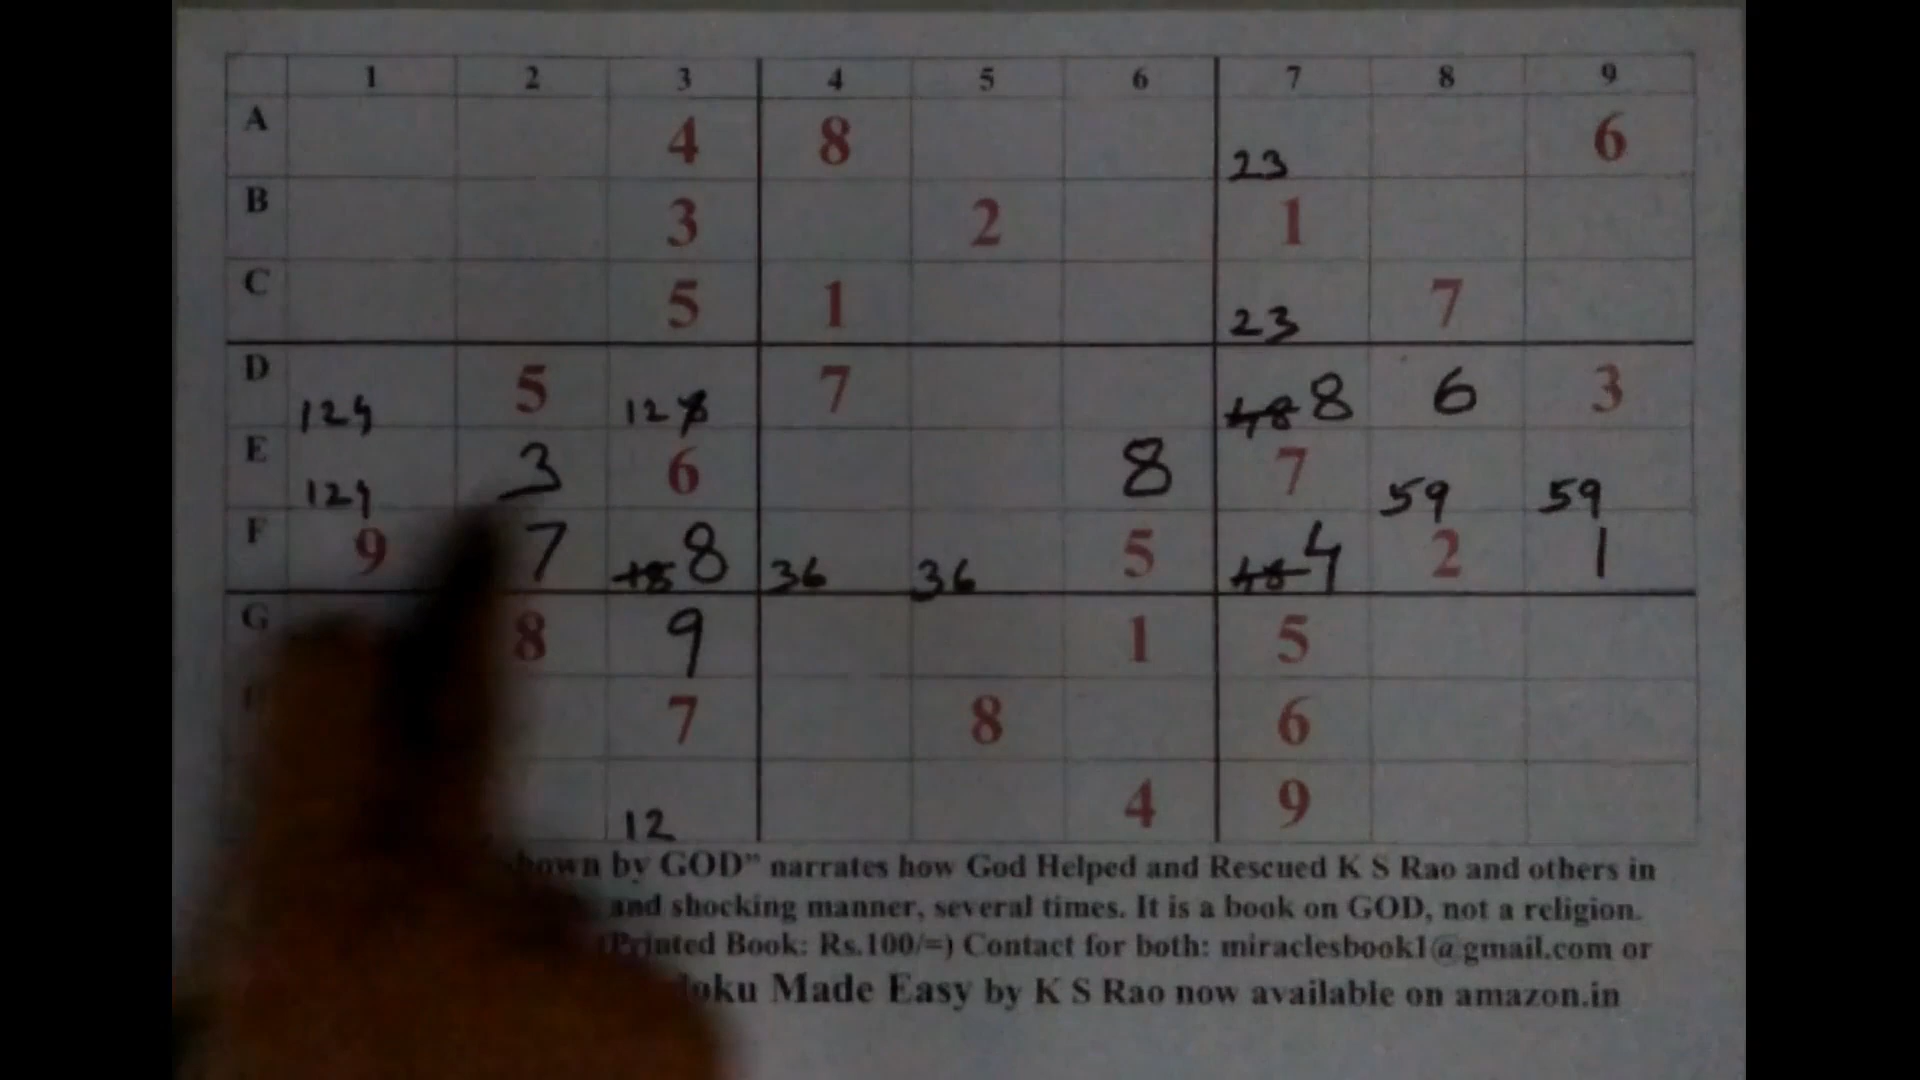 1 2 3 4 5 6 7 8 9
A 4 8 23 6
B 3 2 1
C 5 1 23 7
D 124 5 12 7 48 8 6 3
E 124 3 6 8 7 59 59
F 9 7 48 8 36 36 5 48 4 2 1
G 8 9 1 5
7 8 6
12 4 9
by GOD” narrates how God Helped and Rescued K S Rao and others in
and shocking manner, several times. It is a book on GOD, not a religion.
(Printed Book: Rs.100/=) Contact for both: miraclesbook1@gmail.com or
Made Easy by K S Rao now available on amazon.in